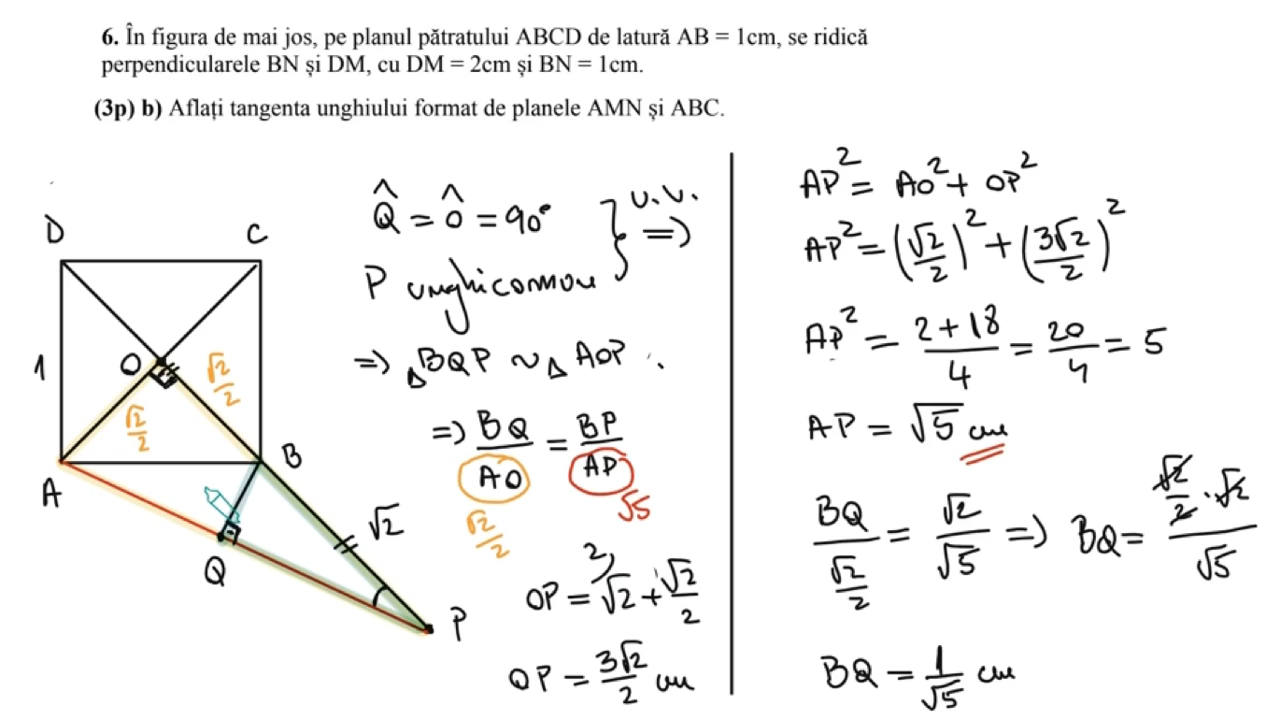 6. În figura de mai jos, pe planul pătratului ABCD de latură AB = 1cm, se ridică
perpendicularele BN și DM, cu DM = 2cm și BN = 1cm.
(3p) b) Aflați tangenta unghiului format de planele AMN și ABC.
D
C
O
√2/2
√2/2
1
A
B
√2
Q
P
Q̂ = Ô = 90°
P unghi comun } U.U. =>
=> ΔBQP ~ ΔAOP :
=> BQ/AO = BP/AP
√2/2
√5
OP = ²⁾√2 + √2/2
OP = 3√2/2 cm
AP² = AO² + OP²
AP² = (√2/2)² + (3√2/2)²
AP² = 2+18/4 = 20/4 = 5
AP = √5 cm
BQ/(√2/2) = √2/√5 => BQ = (√2/2 · √2)/√5
BQ = 1/√5 cm